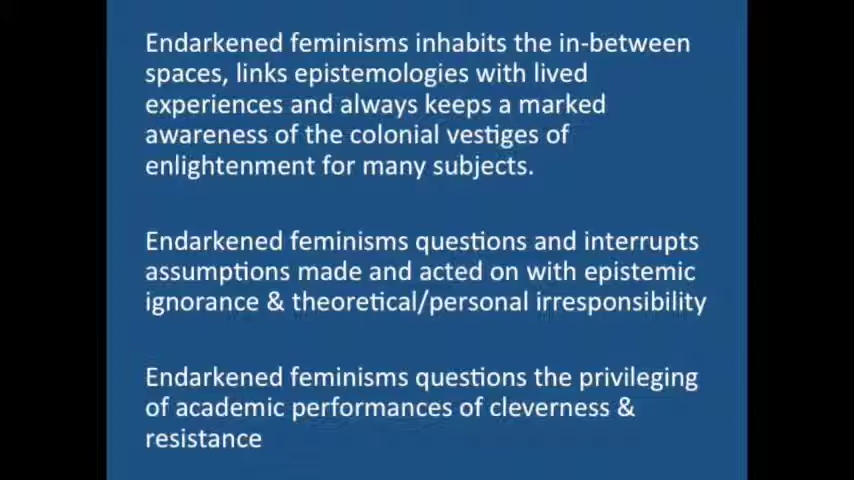 Endarkened feminisms inhabits the in-between
spaces, links epistemologies with lived
experiences and always keeps a marked
awareness of the colonial vestiges of
enlightenment for many subjects.
Endarkened feminisms questions and interrupts
assumptions made and acted on with epistemic
ignorance & theoretical/personal irresponsibility
Endarkened feminisms questions the privileging
of academic performances of cleverness &
resistance